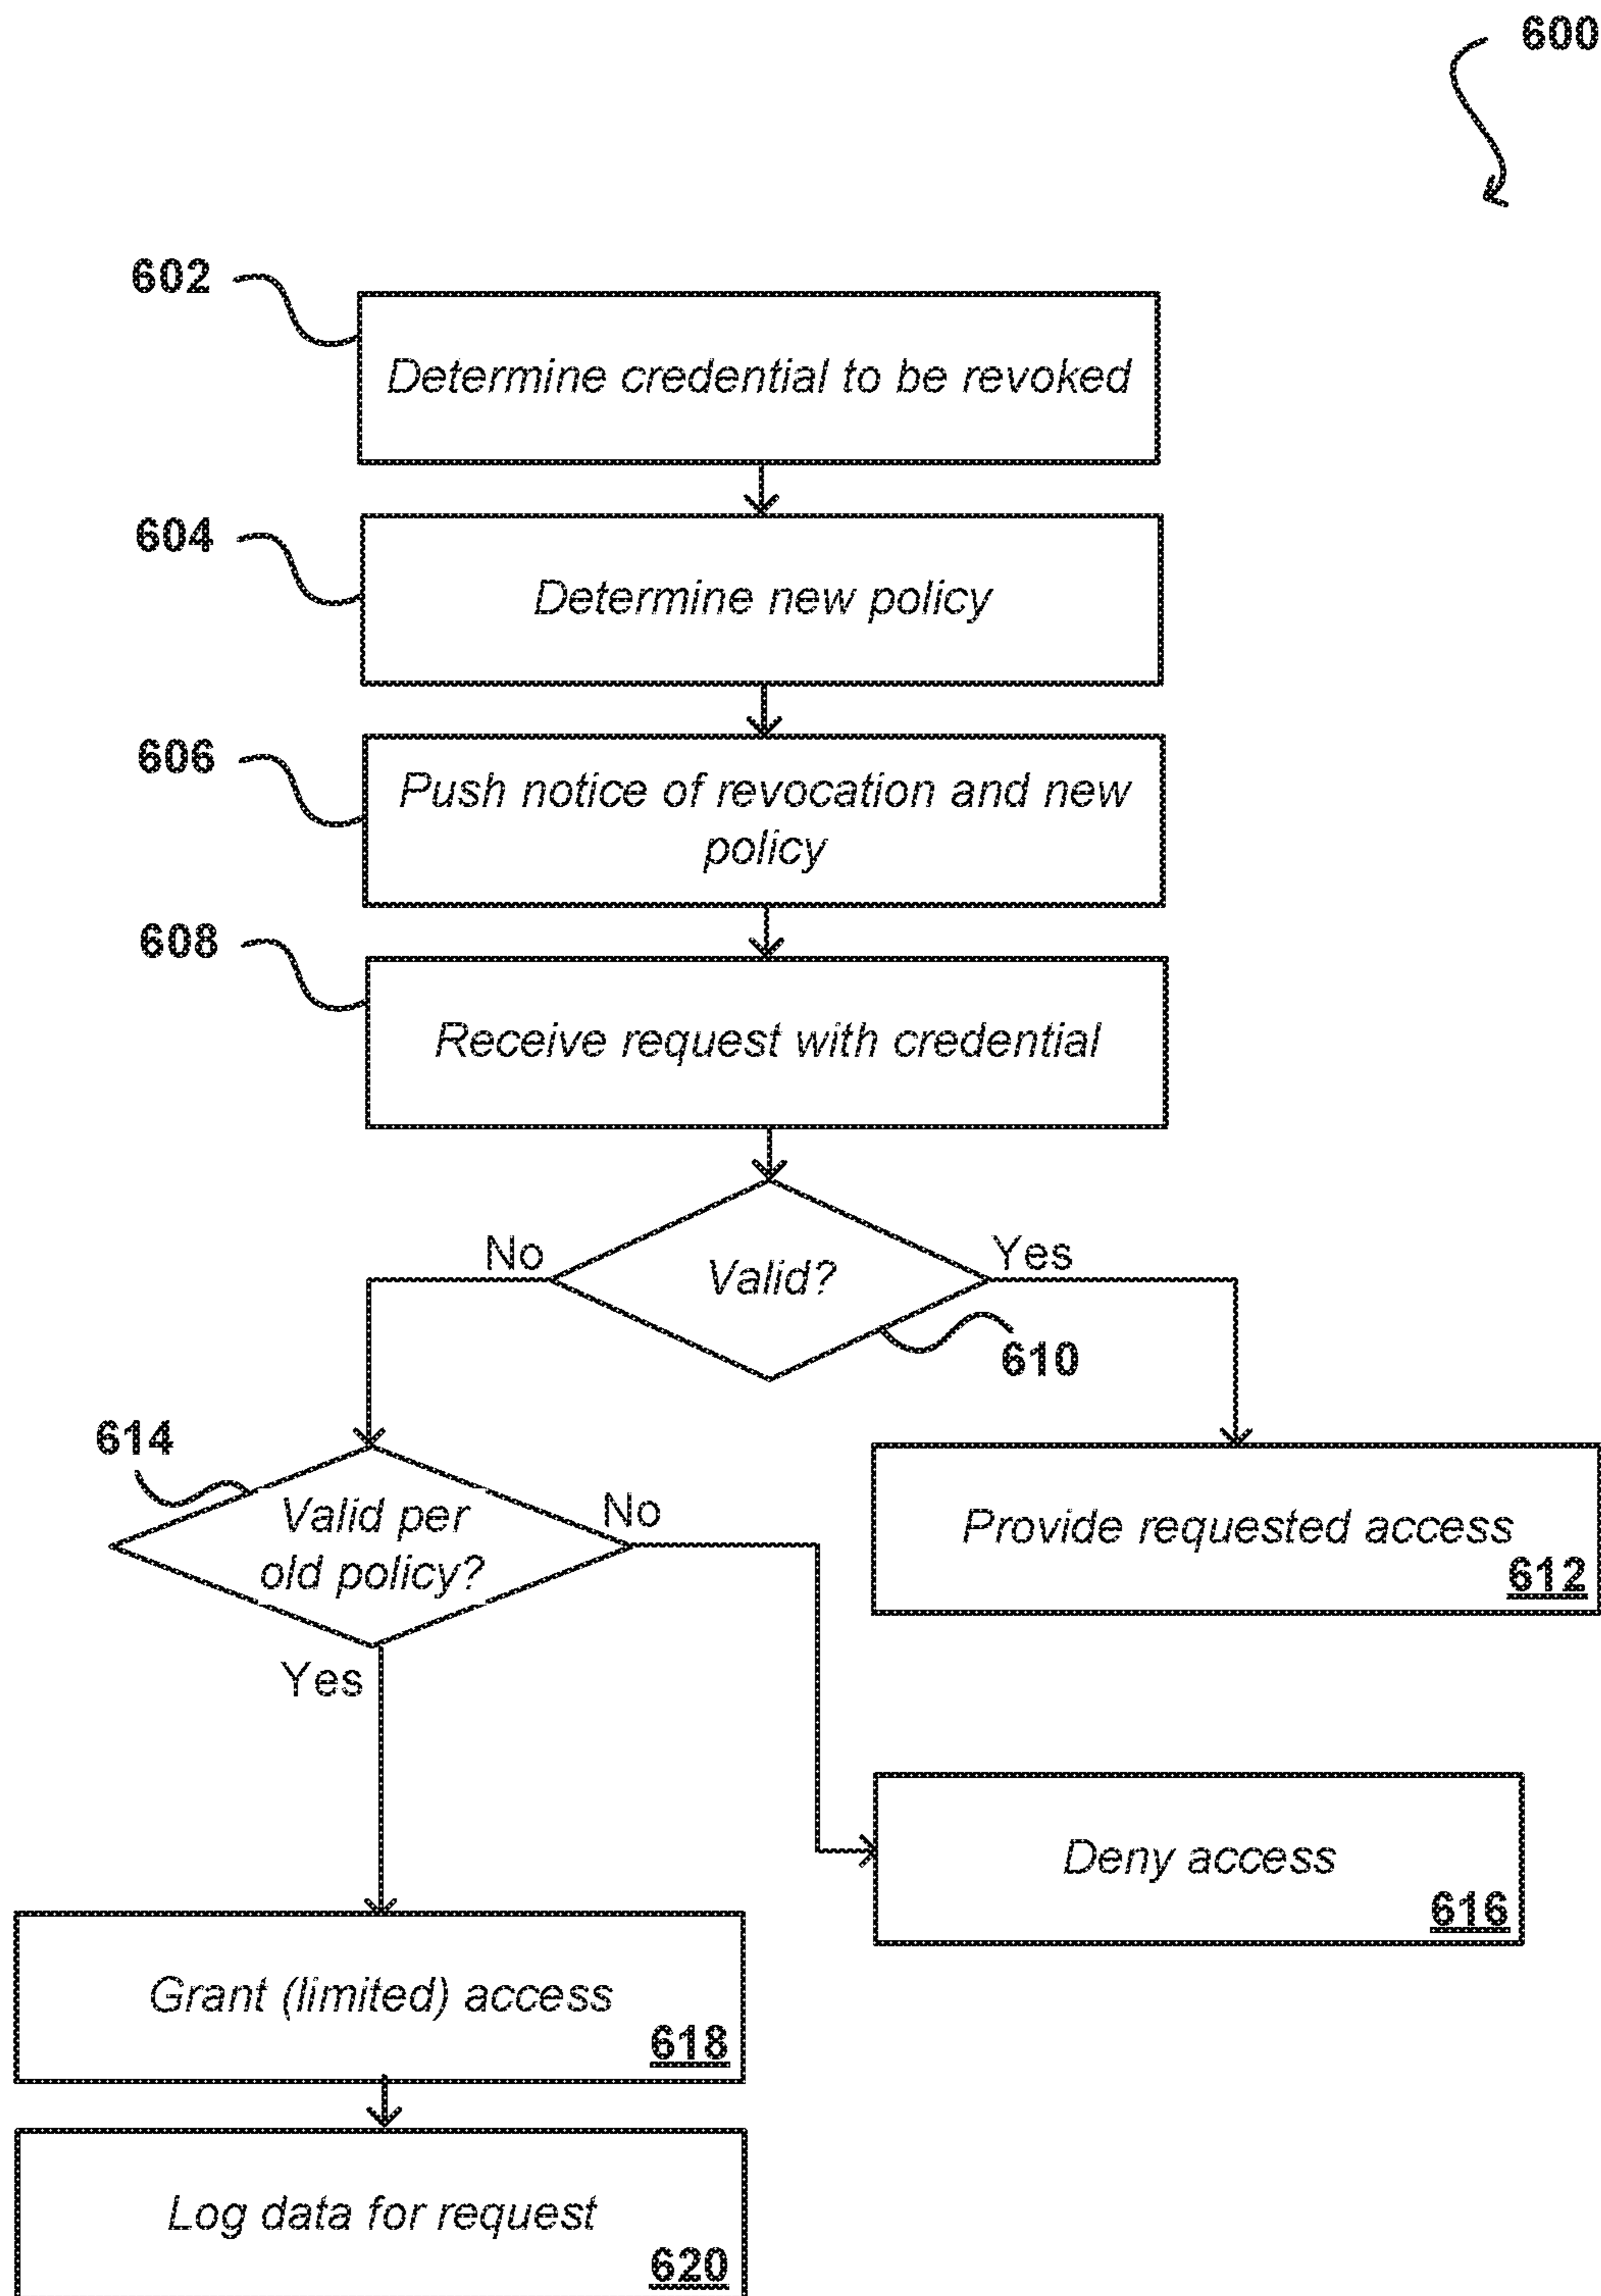 600
602
Determine credential to be revoked
604
Determine new policy
606
Push notice of revocation and new
policy
608
Receive request with credential
No
Valid?
Yes
610
614
Valid per
old policy?
No
Provide requested access
612
Yes
Deny access
616
Grant (limited) access
618
Log data for request
620